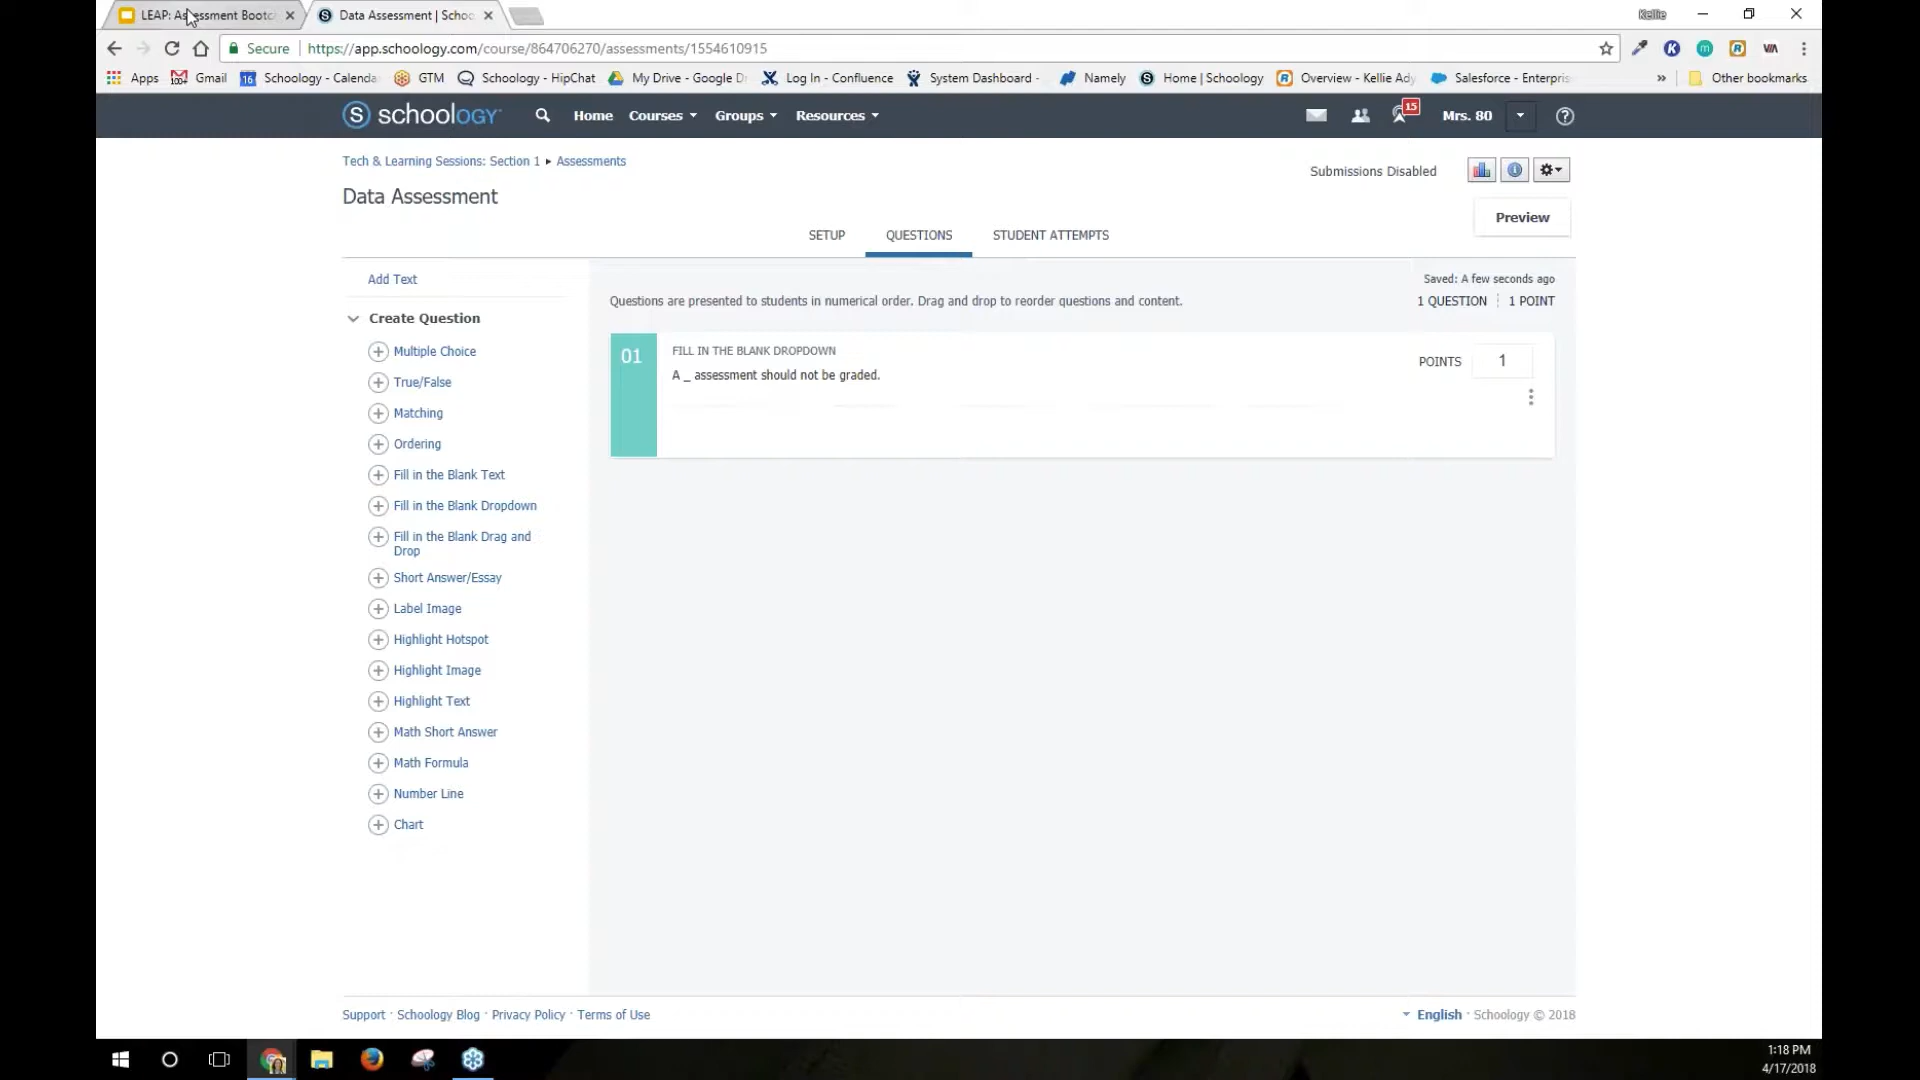 LEAP: Assessment Bootca
Data Assessment | Schoo
Kellie
Secure
https://app.schoology.com/course/864706270/assessments/1554610915
Apps
Gmail
Schoology - Calenda
GTM
Schoology - HipChat
My Drive - Google Dr
Log In - Confluence
System Dashboard -
Namely
Home | Schoology
Overview - Kellie Ady
Salesforce - Enterpris
»
Other bookmarks
S schoology
Home
Courses
Groups
Resources
15
Mrs. 80
Tech & Learning Sessions: Section 1 ▸ Assessments
Submissions Disabled
Data Assessment
Preview
SETUP
QUESTIONS
STUDENT ATTEMPTS
Add Text
Saved: A few seconds ago
Questions are presented to students in numerical order. Drag and drop to reorder questions and content.
1 QUESTION
1 POINT
Create Question
Multiple Choice
True/False
Matching
Ordering
Fill in the Blank Text
Fill in the Blank Dropdown
Fill in the Blank Drag and
Drop
Short Answer/Essay
Label Image
Highlight Hotspot
Highlight Image
Highlight Text
Math Short Answer
Math Formula
Number Line
Chart
01
FILL IN THE BLANK DROPDOWN
A _ assessment should not be graded.
POINTS
1
Support · Schoology Blog · Privacy Policy · Terms of Use
English · Schoology © 2018
1:18 PM
4/17/2018